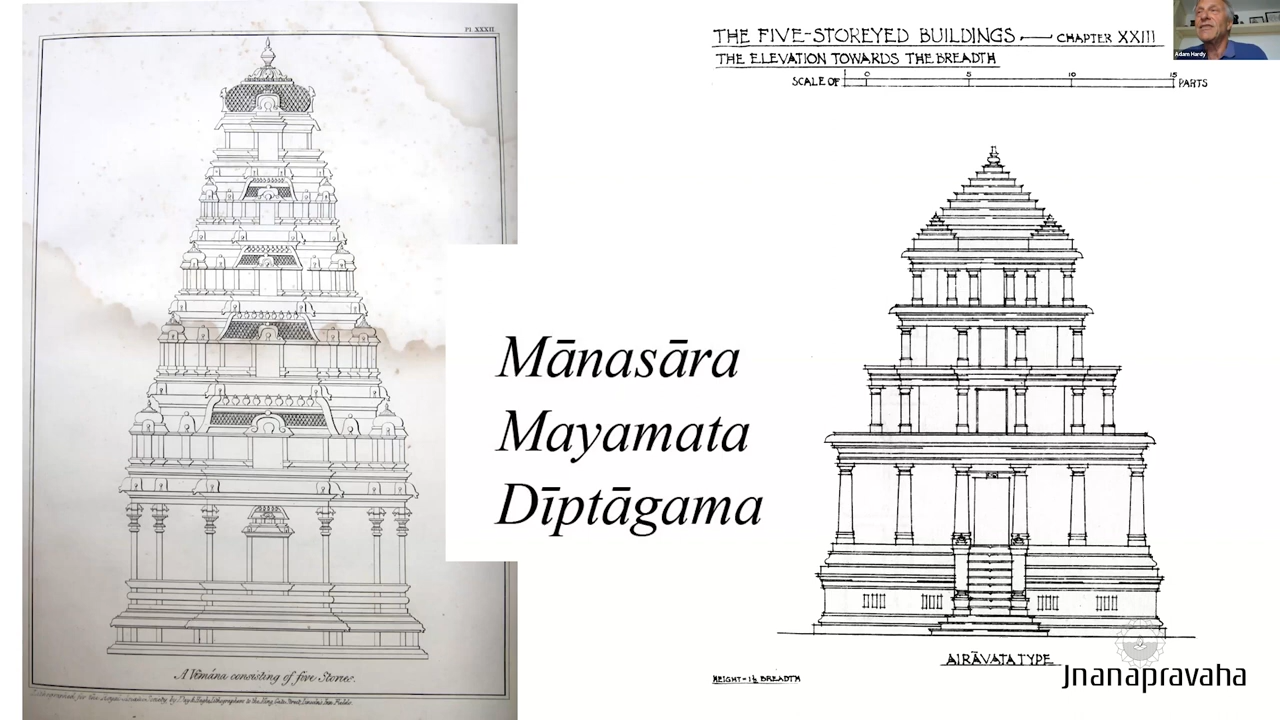 Pl. XXXII
A Vimána consisting of five Stories.
THE FIVE-STOREYED BUILDINGS — CHAPTER XXIII
THE ELEVATION TOWARDS THE BREADTH
SCALE OF 0 5 10 15 PARTS
Adam Hardy
Mānasāra
Mayamata
Dīptāgama
AIRĀVATA TYPE
HEIGHT = 1½ BREADTH
Jnanapravaha